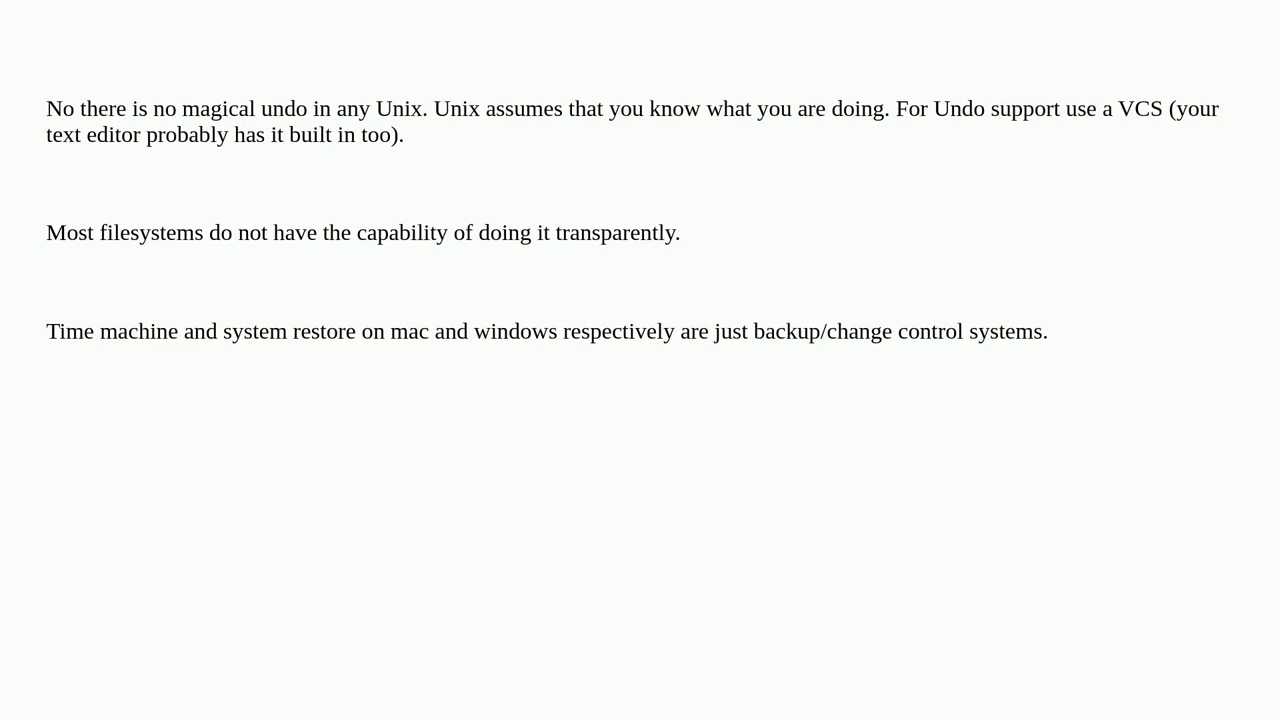 No there is no magical undo in any Unix. Unix assumes that you know what you are doing. For Undo support use a VCS (your
text editor probably has it built in too).
Most filesystems do not have the capability of doing it transparently.
Time machine and system restore on mac and windows respectively are just backup/change control systems.